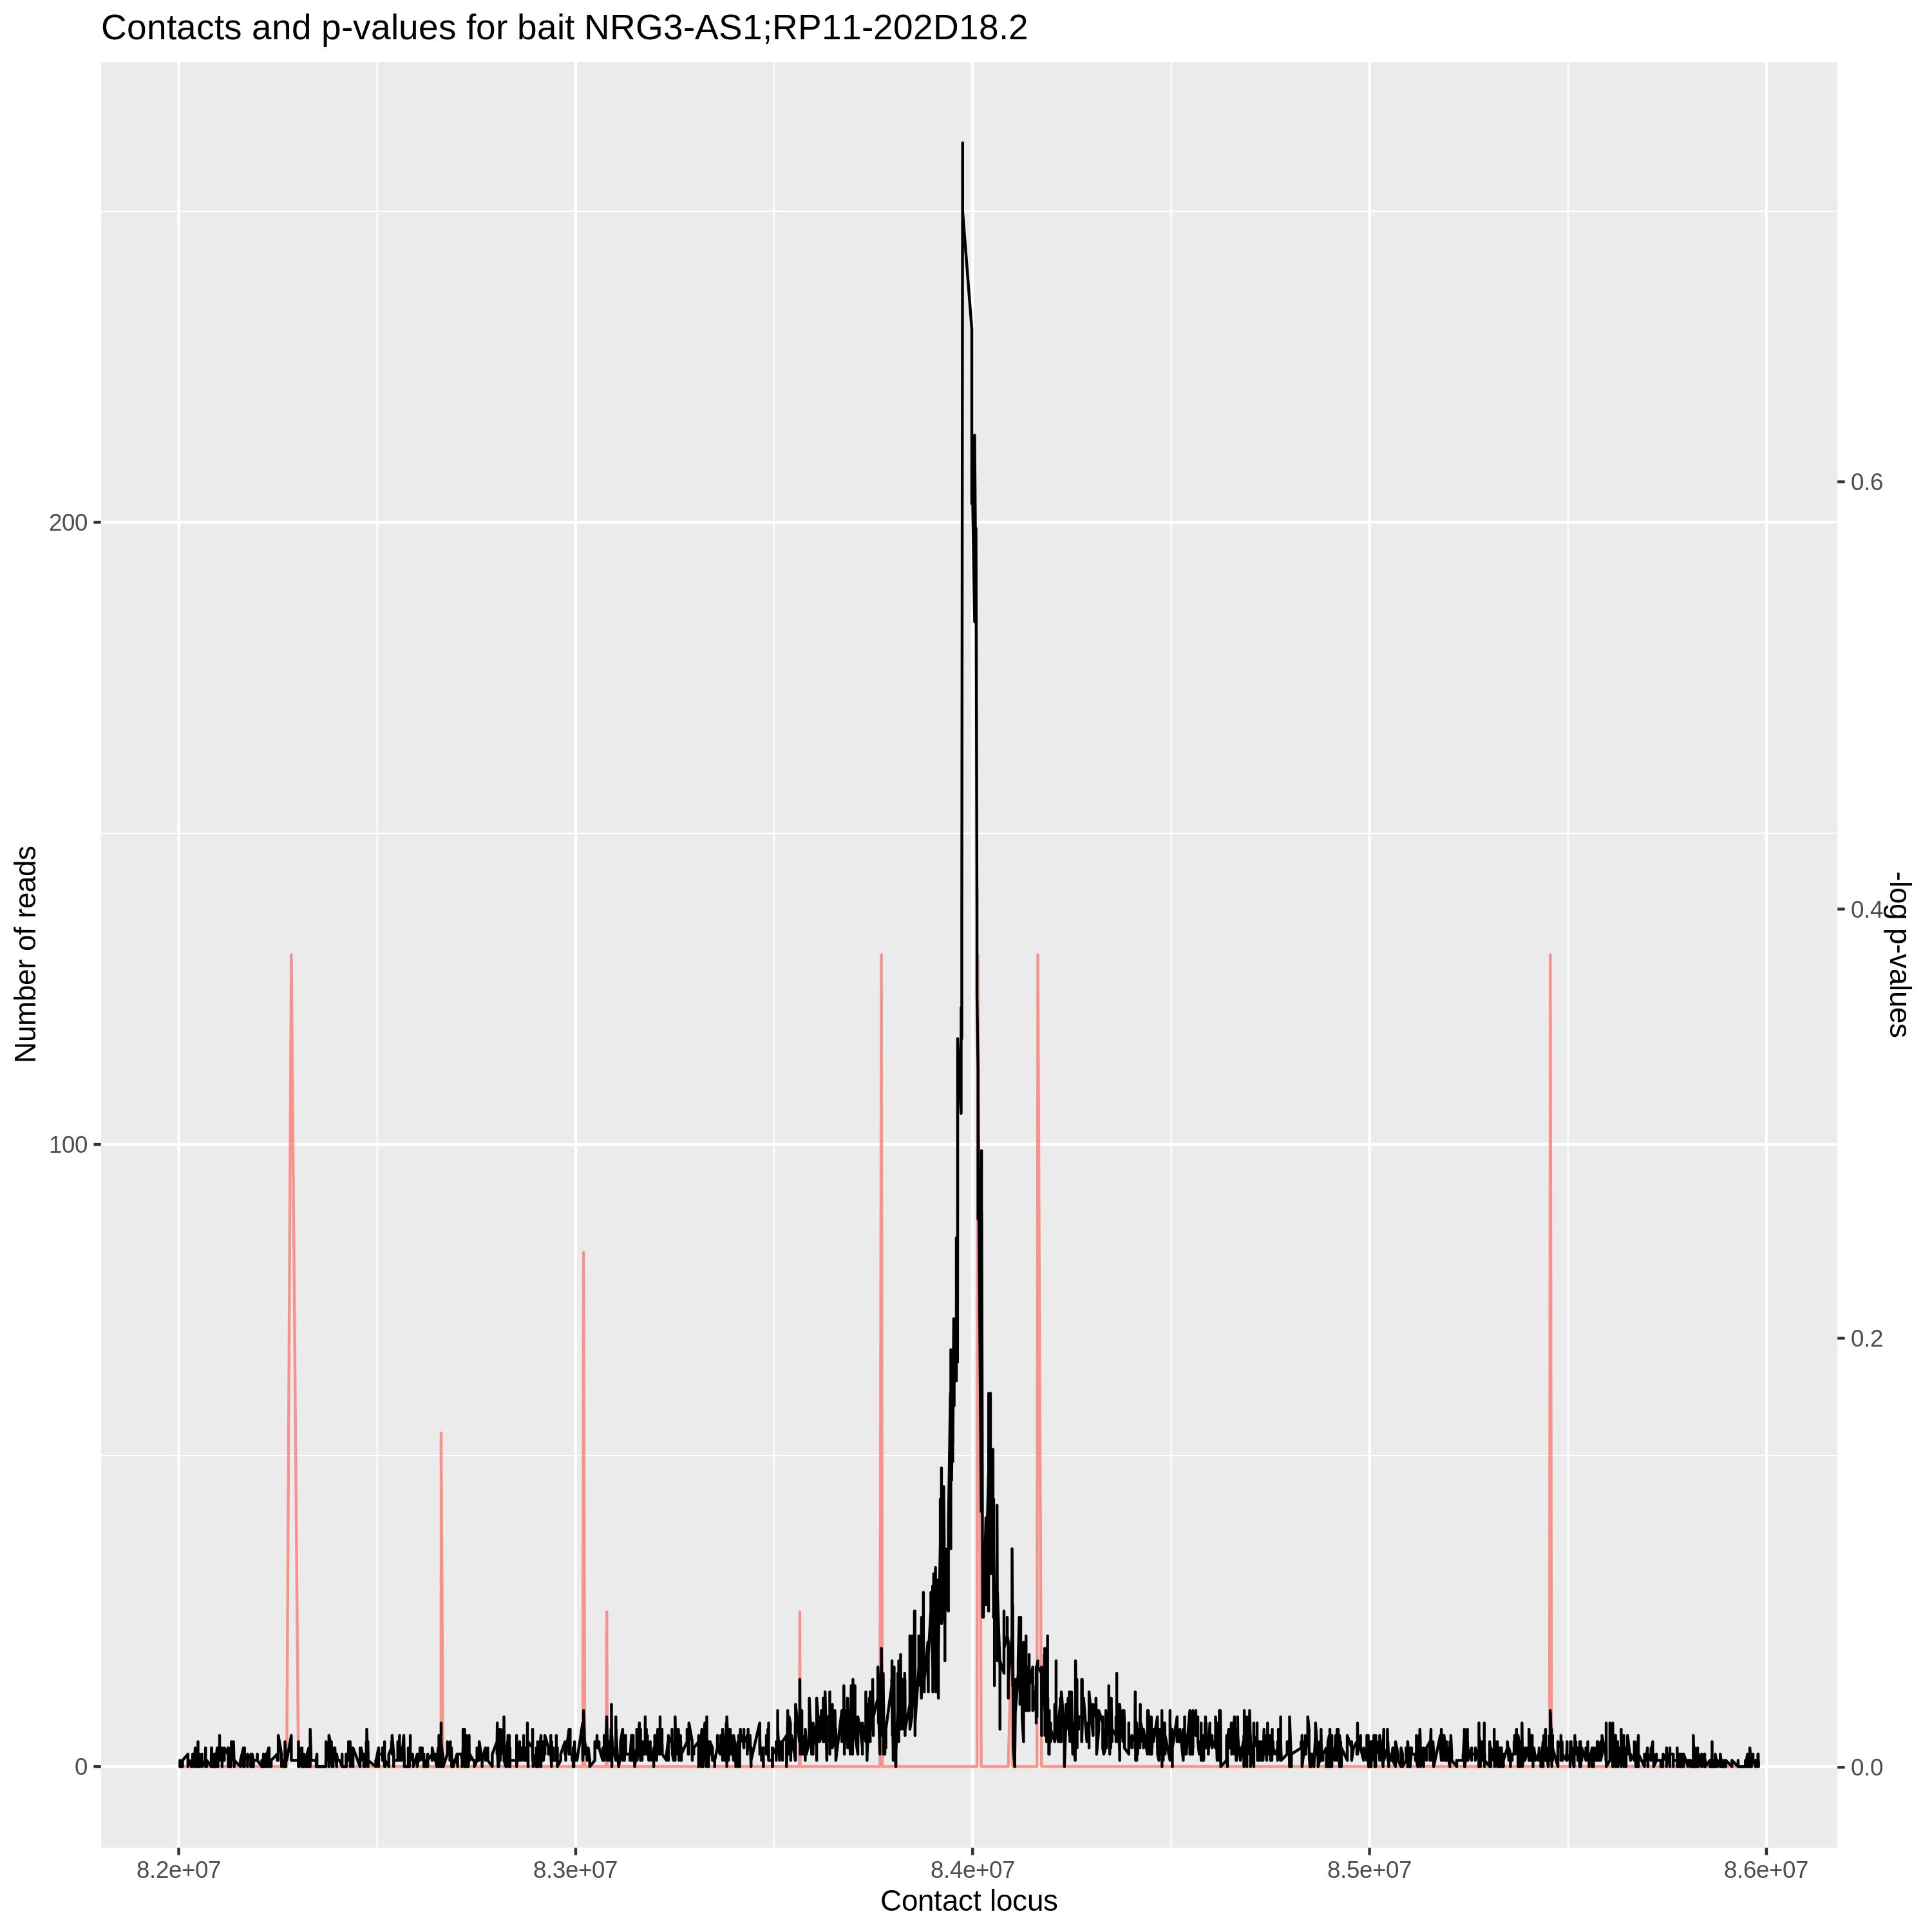 Contacts and p-values for bait NRG3-AS1;RP11-202D18.2
Number of reads
200
100
0
0.6
0.4
0.2
0.0
-log p-values
8.2e+07 8.3e+07 8.4e+07 8.5e+07 8.6e+07
Contact locus